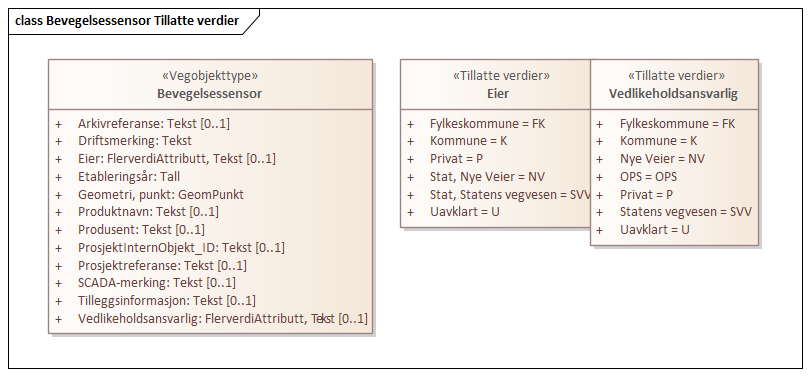 class Bevegelsessensor Tillatte verdier
«Vegobjekttype»
Bevegelsessensor
+ Arkivreferanse: Tekst [0..1]
+ Driftsmerking: Tekst
+ Eier: FlerverdiAttributt, Tekst [0..1]
+ Etableringsår: Tall
+ Geometri, punkt: GeomPunkt
+ Produktnavn: Tekst [0..1]
+ Produsent: Tekst [0..1]
+ ProsjektInternObjekt_ID: Tekst [0..1]
+ Prosjektreferanse: Tekst [0..1]
+ SCADA-merking: Tekst [0..1]
+ Tilleggsinformasjon: Tekst [0..1]
+ Vedlikeholdsansvarlig: FlerverdiAttributt, Tekst [0..1]
«Tillatte verdier»
Eier
+ Fylkeskommune = FK
+ Kommune = K
+ Privat = P
+ Stat, Nye Veier = NV
+ Stat, Statens vegvesen = SVV
+ Uavklart = U
«Tillatte verdier»
Vedlikeholdsansvarlig
+ Fylkeskommune = FK
+ Kommune = K
+ Nye Veier = NV
+ OPS = OPS
+ Privat = P
+ Statens vegvesen = SVV
+ Uavklart = U